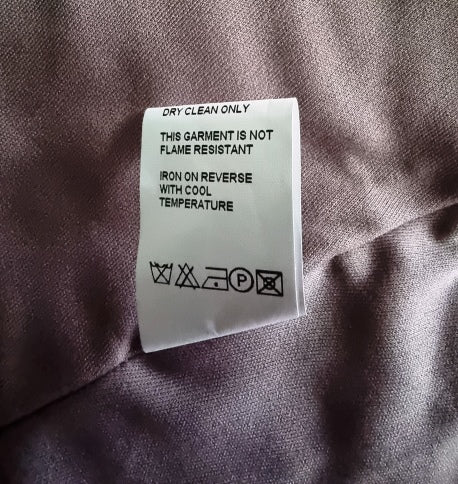 DRY CLEAN ONLY
THIS GARMENT IS NOT
FLAME RESISTANT
IRON ON REVERSE
WITH COOL
TEMPERATURE
P